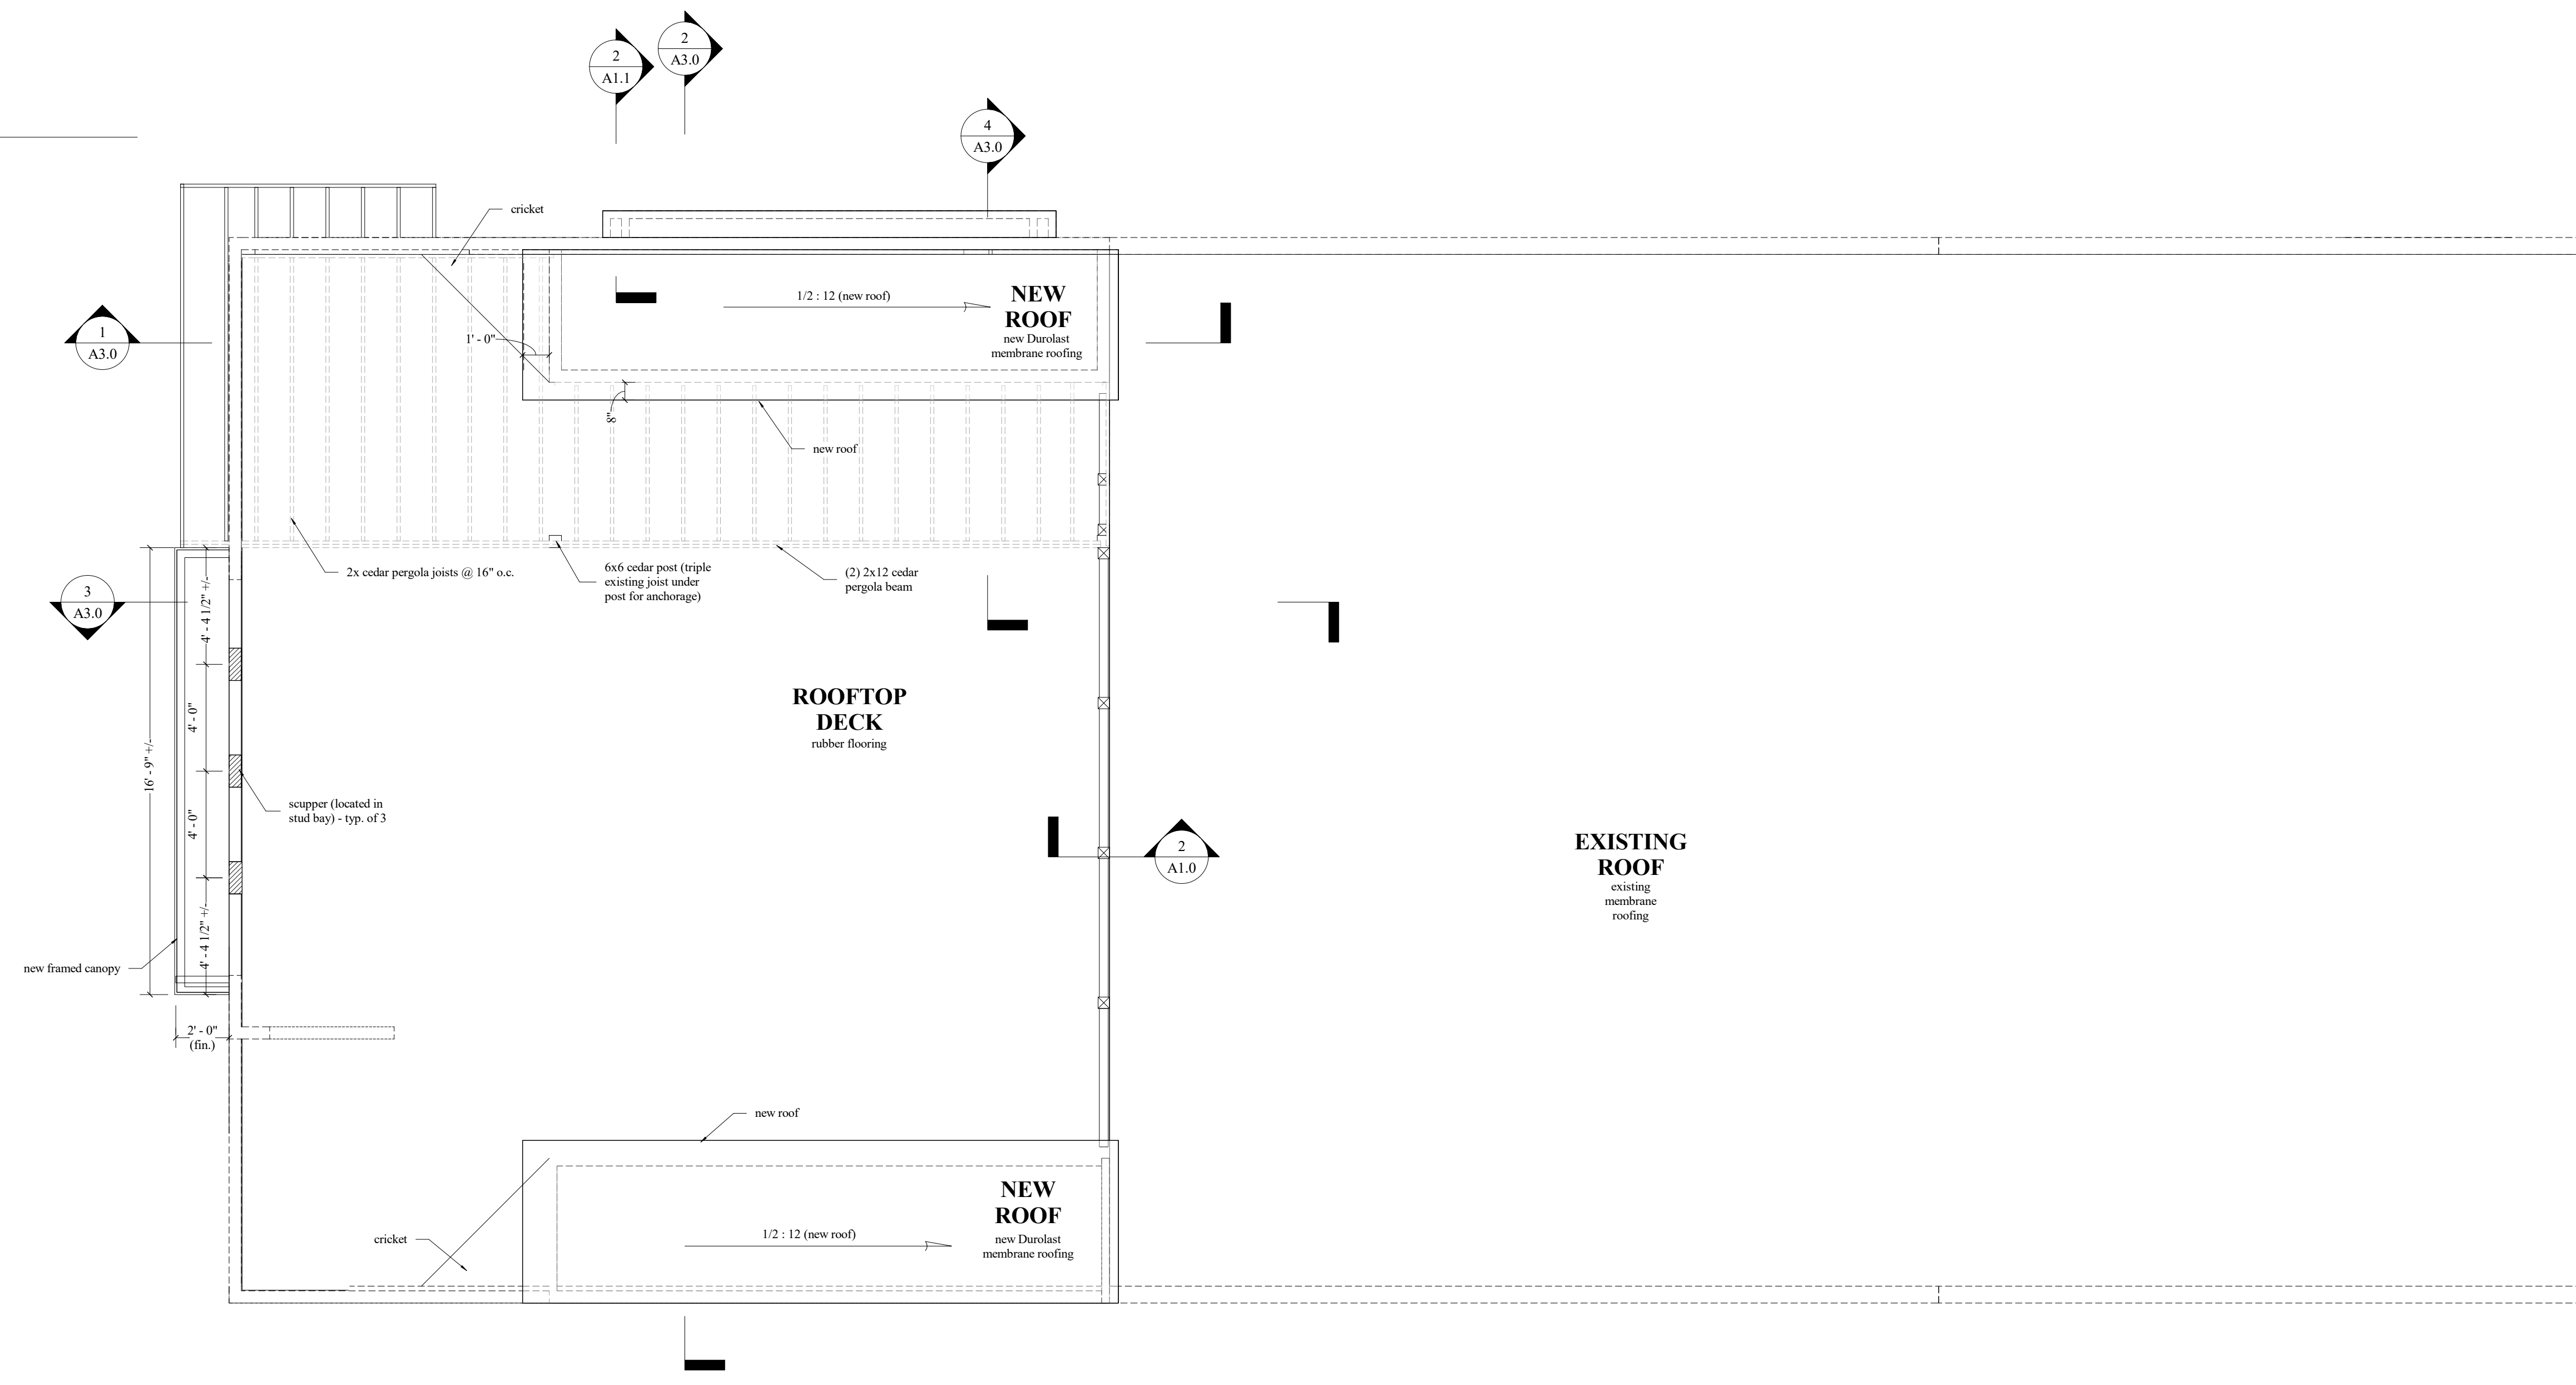 2
A1.1
2
A3.0
4
A3.0
cricket
1/2 : 12 (new roof)
NEW
ROOF
new Durolast
membrane roofing
1
A3.0
1' - 0"
8"
new roof
2x cedar pergola joists @ 16" o.c.
6x6 cedar post (triple
existing joist under
post for anchorage)
(2) 2x12 cedar
pergola beam
3
A3.0
4' - 4 1/2" +/-
4' - 0"
16' - 9" +/-
4' - 0"
4' - 4 1/2" +/-
ROOFTOP
DECK
rubber flooring
scupper (located in
stud bay) - typ. of 3
2
A1.0
EXISTING
ROOF
existing
membrane
roofing
new framed canopy
2' - 0"
(fin.)
new roof
NEW
ROOF
new Durolast
membrane roofing
1/2 : 12 (new roof)
cricket